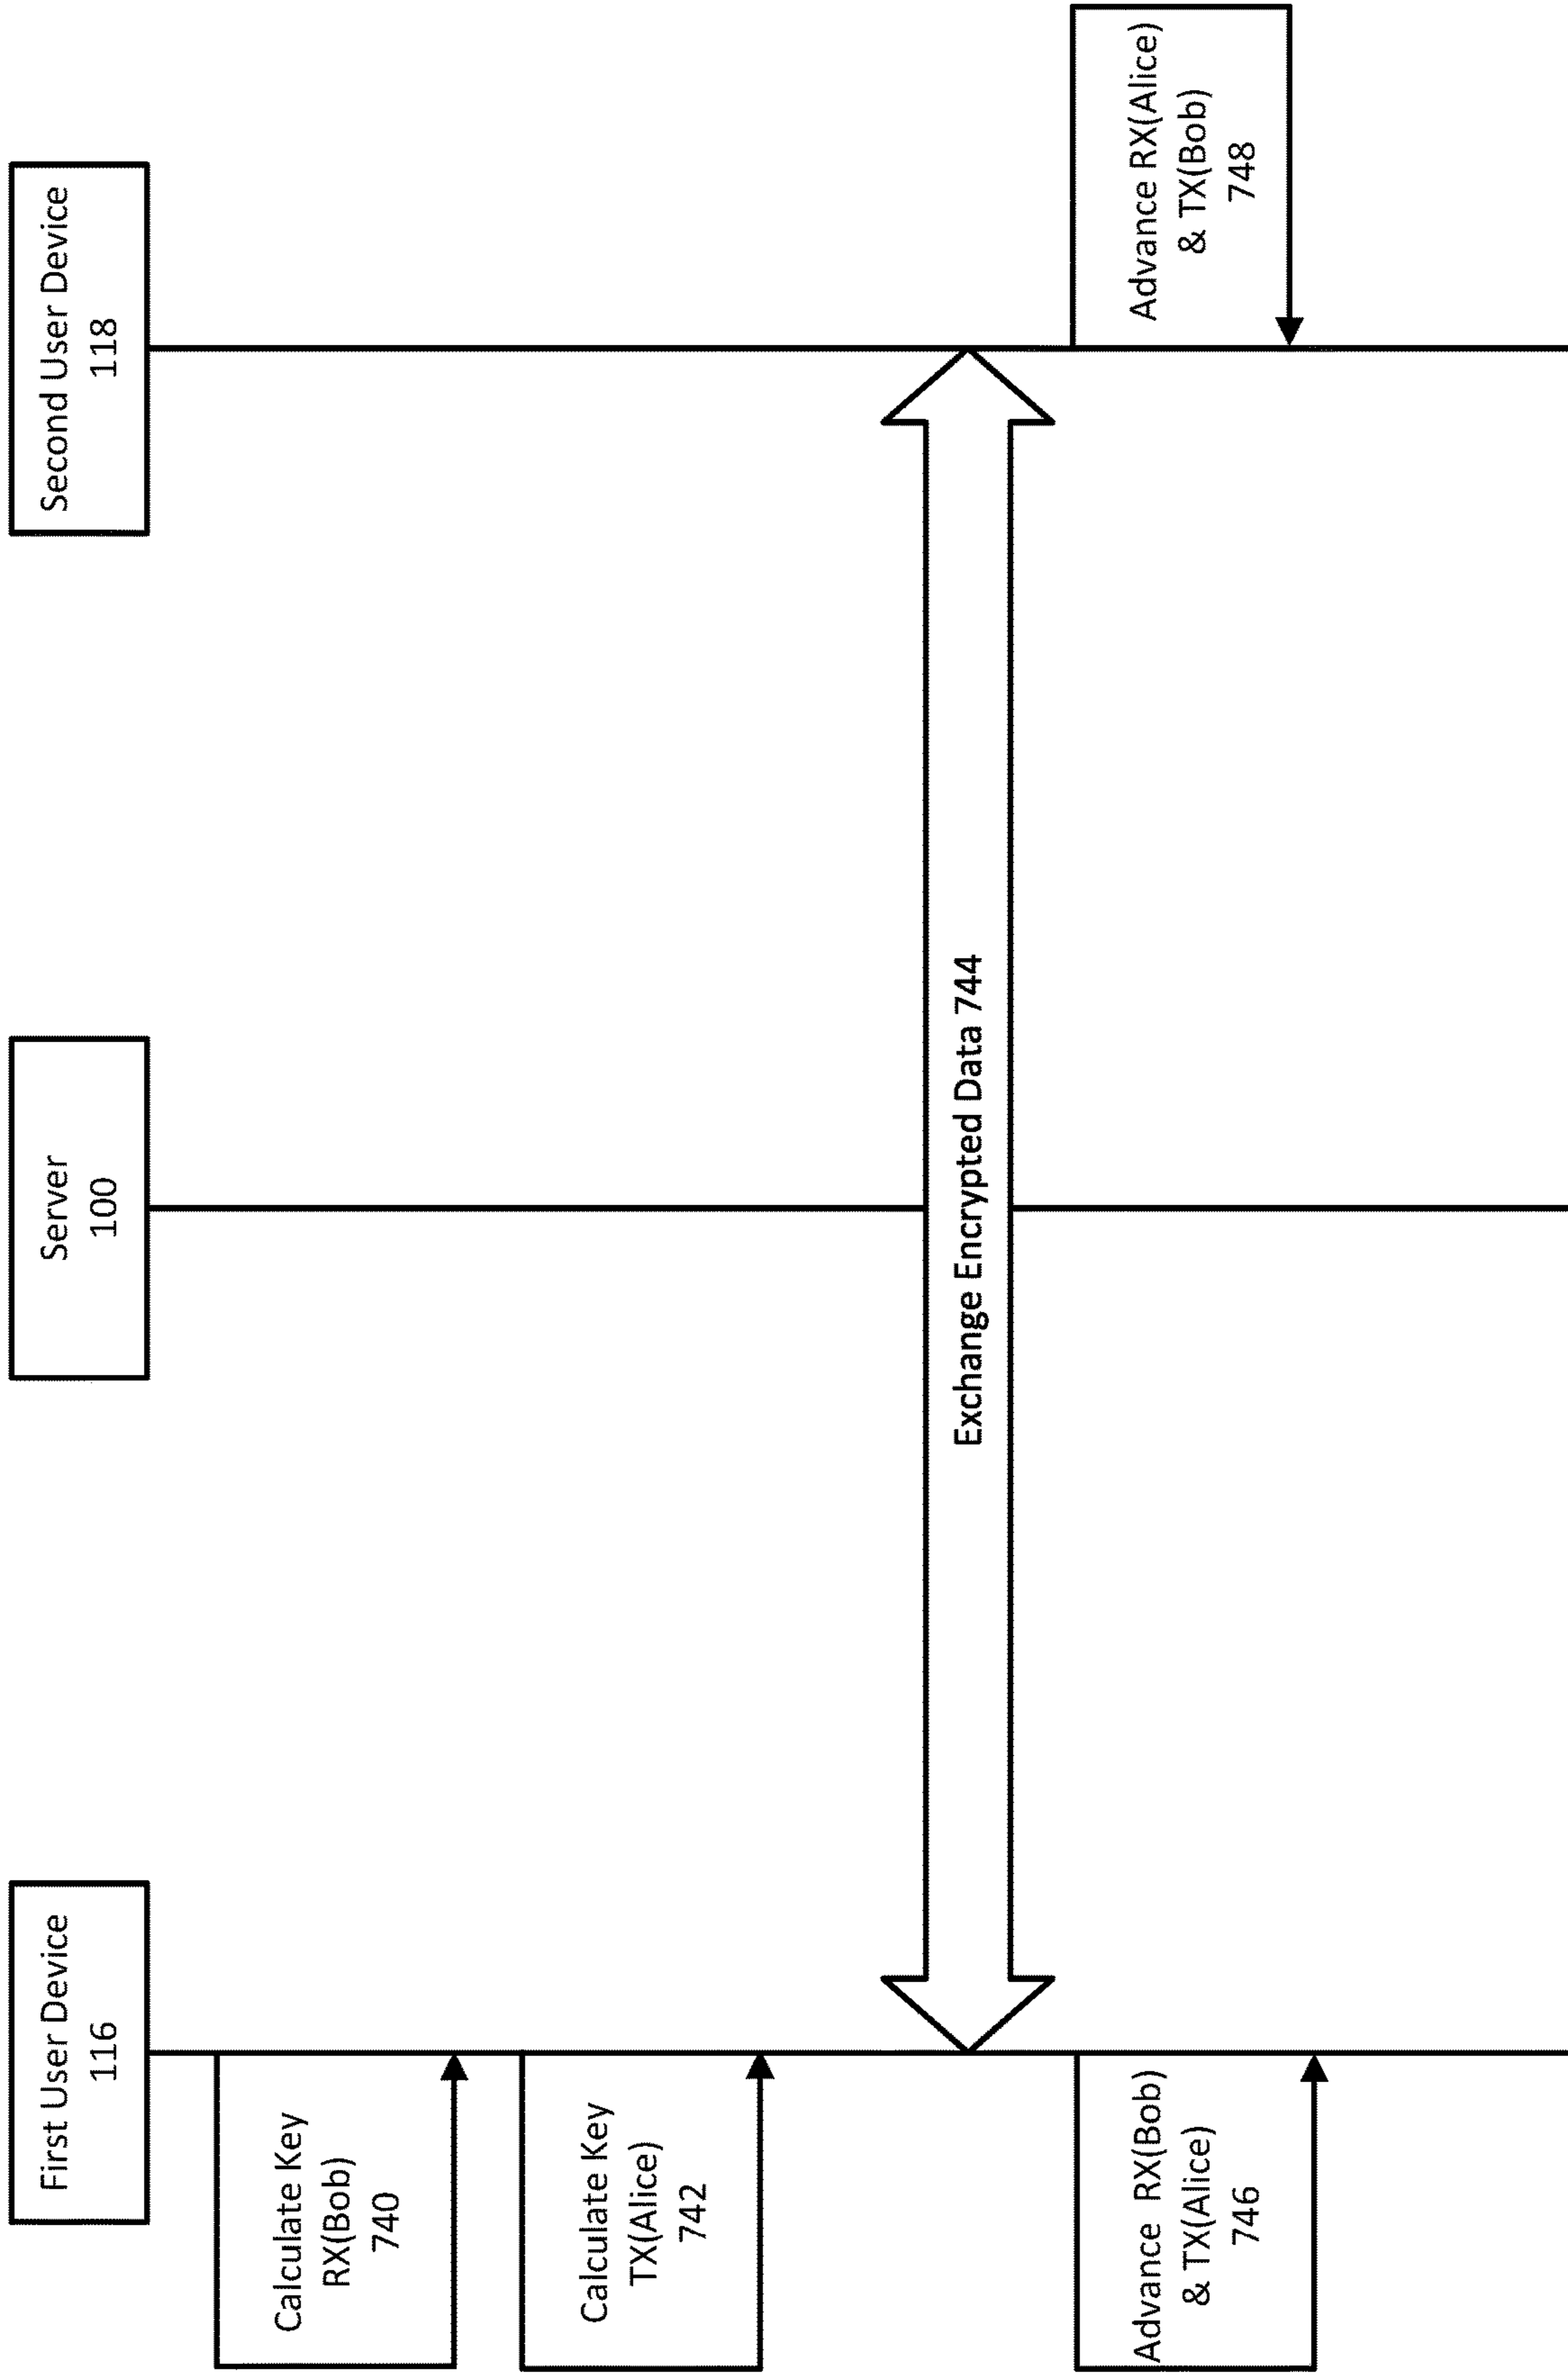 First User Device
116
Server
100
Second User Device
118
Calculate Key
RX(Bob)
740
Calculate Key
TX(Alice)
742
Exchange Encrypted Data 744
Advance RX(Bob)
& TX(Alice)
746
Advance RX(Alice)
& TX(Bob)
748